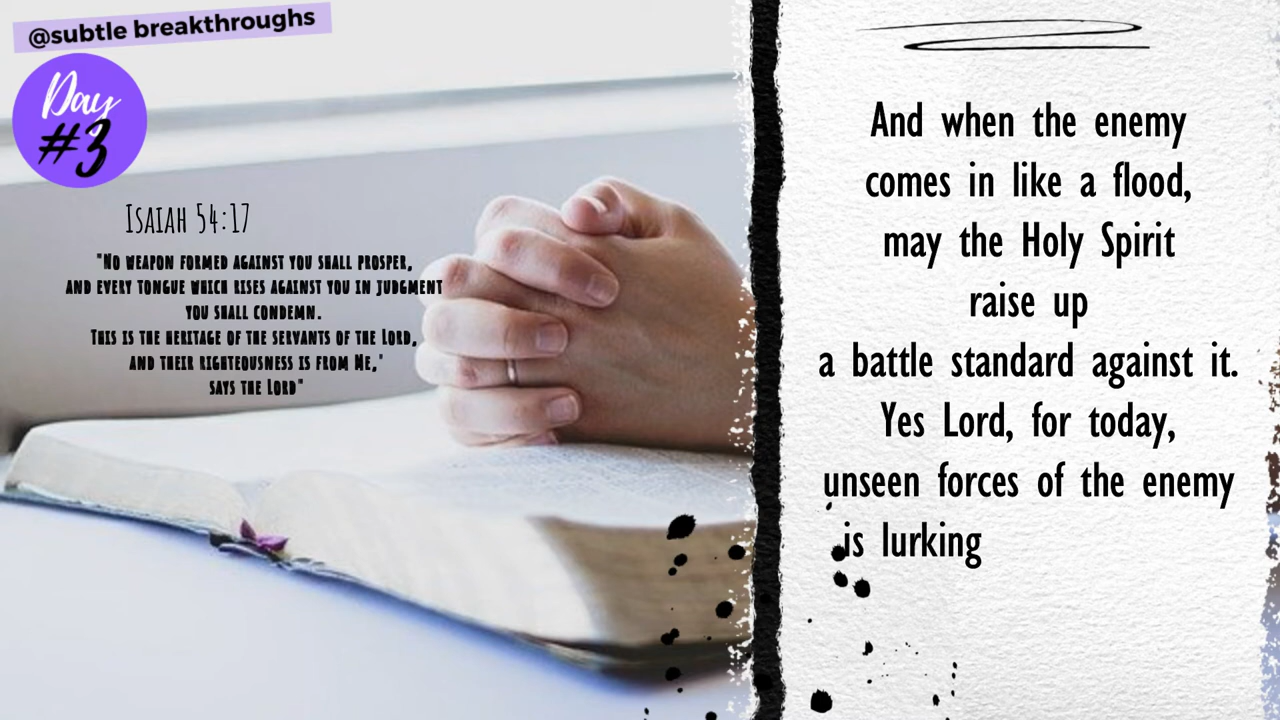 @subtle breakthroughs
Day
#3
Isaiah 54:17
"No weapon formed against you shall prosper,
and every tongue which rises against you in judgment
you shall condemn.
This is the heritage of the servants of the Lord,
and their righteousness is from Me,"
says the Lord"
And when the enemy
comes in like a flood,
may the Holy Spirit
raise up
a battle standard against it.
Yes Lord, for today,
unseen forces of the enemy
is lurking